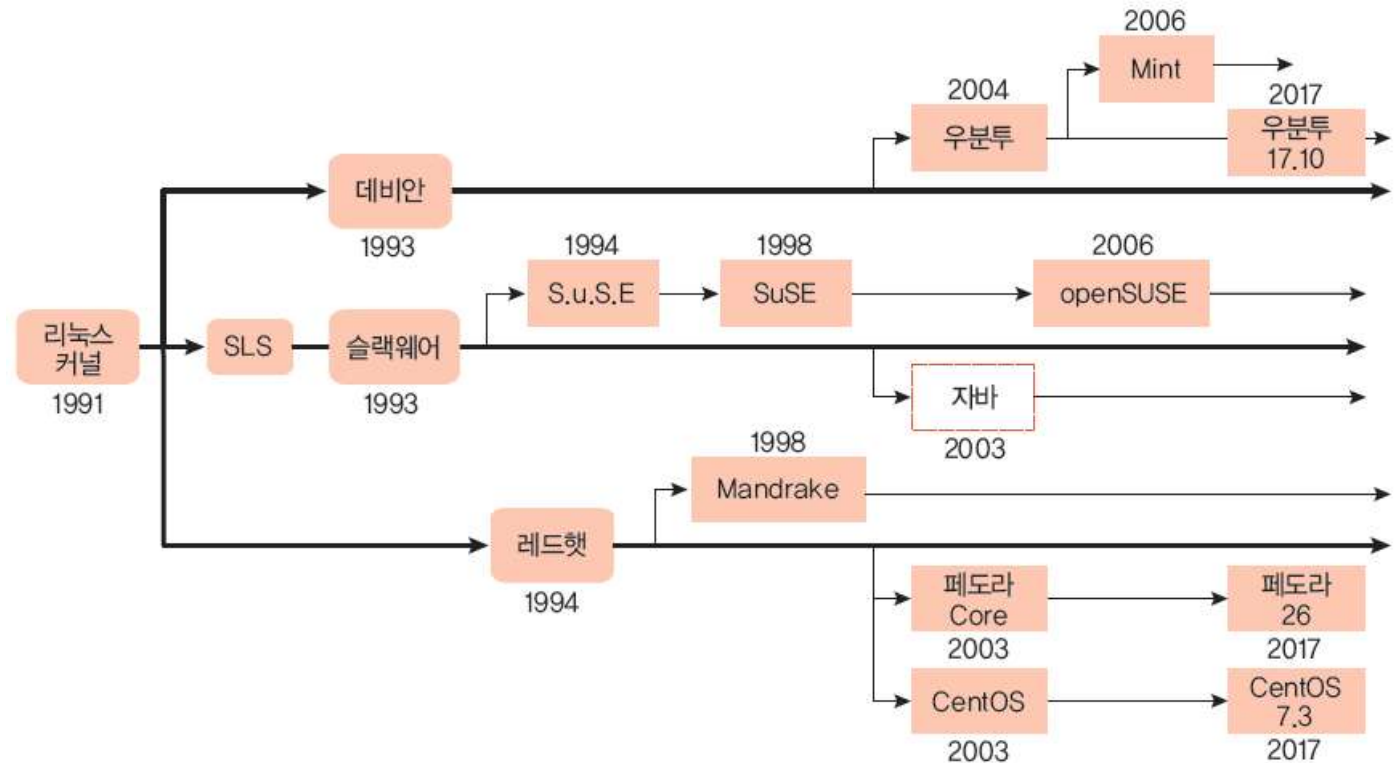 2006
Mint
2004
우분투
2017
우분투
17.10
데비안
1993
1994
S.u.S.E
1998
SuSE
2006
openSUSE
리눅스
커널
1991
SLS
슬랙웨어
1993
자바
2003
1998
Mandrake
레드햇
1994
페도라
Core
2003
페도라
26
2017
CentOS
2003
CentOS
7.3
2017